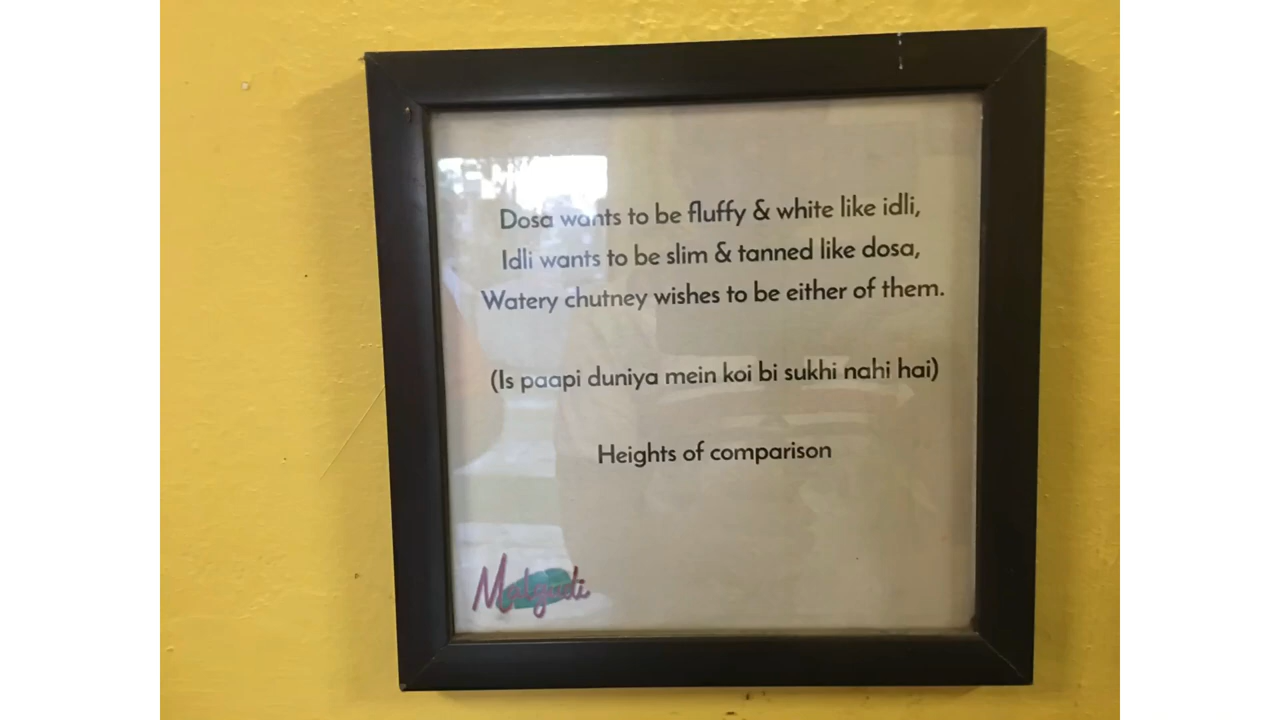 Dosa wants to be fluffy & white like idli,
Idli wants to be slim & tanned like dosa,
Watery chutney wishes to be either of them.
(Is paapi duniya mein koi bi sukhi nahi hai)
Heights of comparison
Malgudi